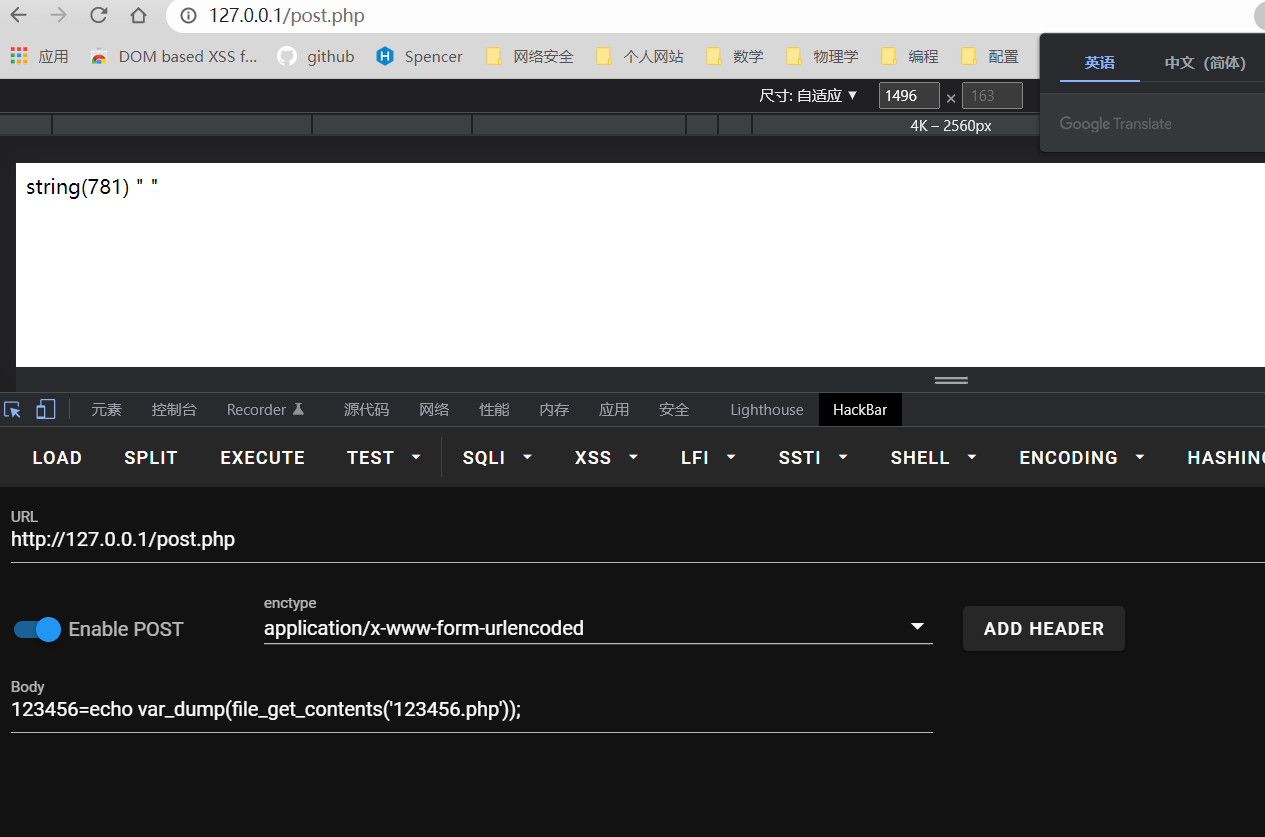 127.0.0.1/post.php
应用 DOM based XSS f... github Spencer 网络安全 个人网站 数学 物理学 编程 配置
英语 中文（简体）
尺寸: 自适应 ▼ 1496 × 163
Google Translate
4K – 2560px
string(781) " "
元素 控制台 Recorder 源代码 网络 性能 内存 应用 安全 Lighthouse HackBar
LOAD SPLIT EXECUTE TEST SQLI XSS LFI SSTI SHELL ENCODING HASHING
URL
http://127.0.0.1/post.php
enctype
Enable POST application/x-www-form-urlencoded ADD HEADER
Body
123456=echo var_dump(file_get_contents('123456.php'));